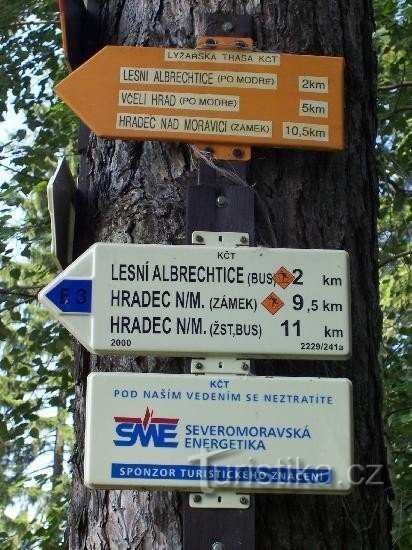 LYŽAŘSKÁ TRASA KČT
LESNÍ ALBRECHTICE (PO MODRÉ) 2km
VČELÍ HRAD (PO MODRÉ) 5km
HRADEC NAD MORAVICÍ (ZÁMEK) 10,5km
KČT
E 3
LESNÍ ALBRECHTICE (BUS) 2 km
HRADEC N/M. (ZÁMEK) 9,5 km
HRADEC N/M. (ŽST,BUS) 11 km
2000 2229/241a
KČT
POD NAŠÍM VEDENÍM SE NEZTRATÍTE
SME SEVEROMORAVSKÁ
ENERGETIKA
SPONZOR TURISTICKÉHO ZNAČENÍ
turistika.cz